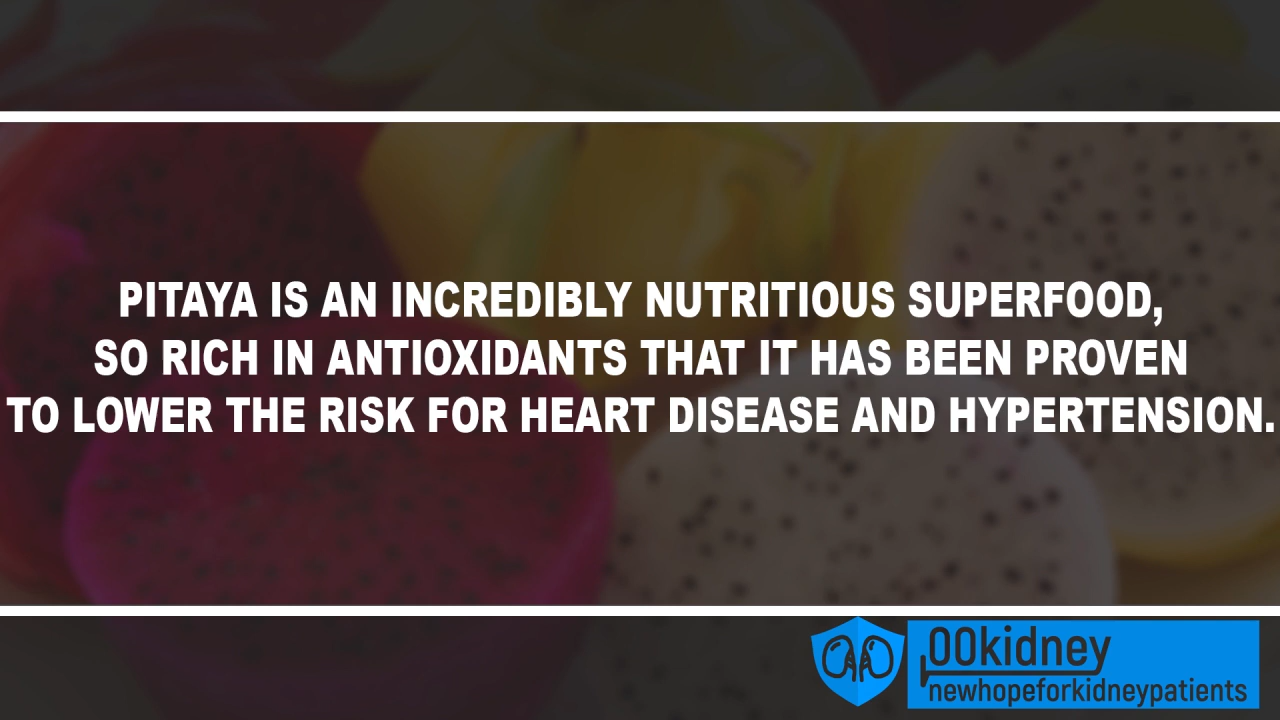 PITAYA IS AN INCREDIBLY NUTRITIOUS SUPERFOOD,
SO RICH IN ANTIOXIDANTS THAT IT HAS BEEN PROVEN
TO LOWER THE RISK FOR HEART DISEASE AND HYPERTENSION.
00kidney
newhopeforkidneypatients